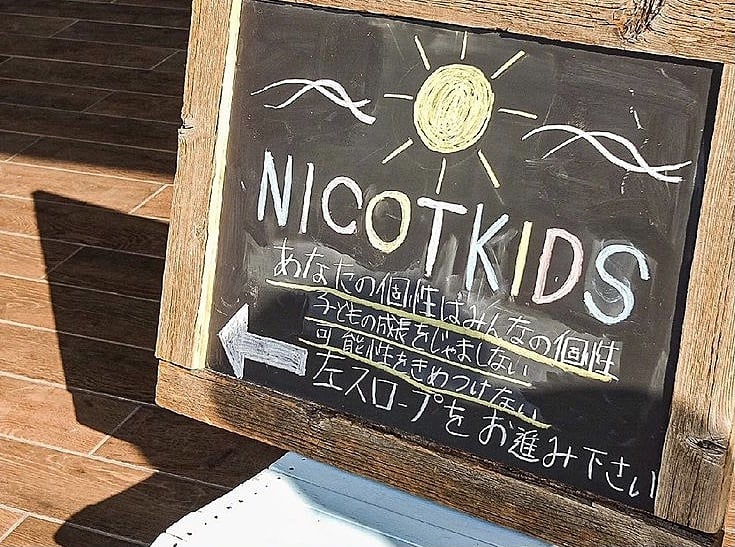 NICOTKIDS
あなたの個性はみんなの個性
子どもの成長をじゃましない
可能性をきめつけない
左スロープをお進み下さい